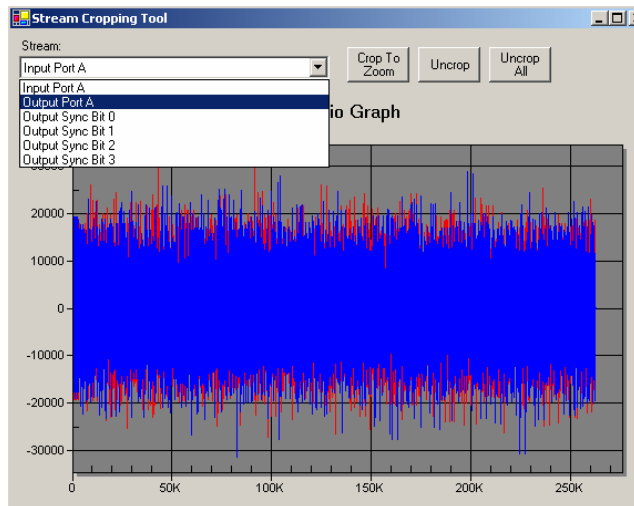 Stream Cropping Tool
Stream:
Input Port A
Crop To Zoom
Uncrop
Uncrop All
Input Port A
Output Port A
Output Sync Bit 0
Output Sync Bit 1
Output Sync Bit 2
Output Sync Bit 3
io Graph
20000
10000
0
-10000
-20000
-30000
0
50K
100K
150K
200K
250K